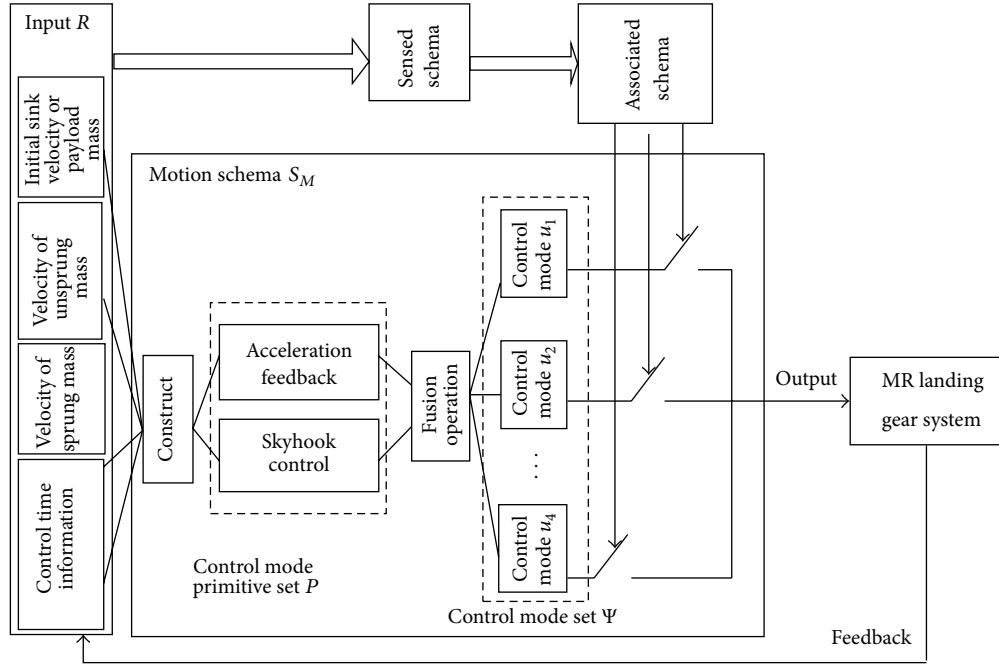 Input R
Initial sink
velocity or
payload
mass
Velocity of
unsprung
mass
Velocity of
sprung mass
Control time
information
Sensed
schema
Associated
schema
Motion schema S_M
Construct
Acceleration
feedback
Skyhook
control
Control mode
primitive set P
Fusion
operation
Control
mode u_1
Control
mode u_2
...
Control
mode u_4
Control mode set Ψ
Output
MR landing
gear system
Feedback